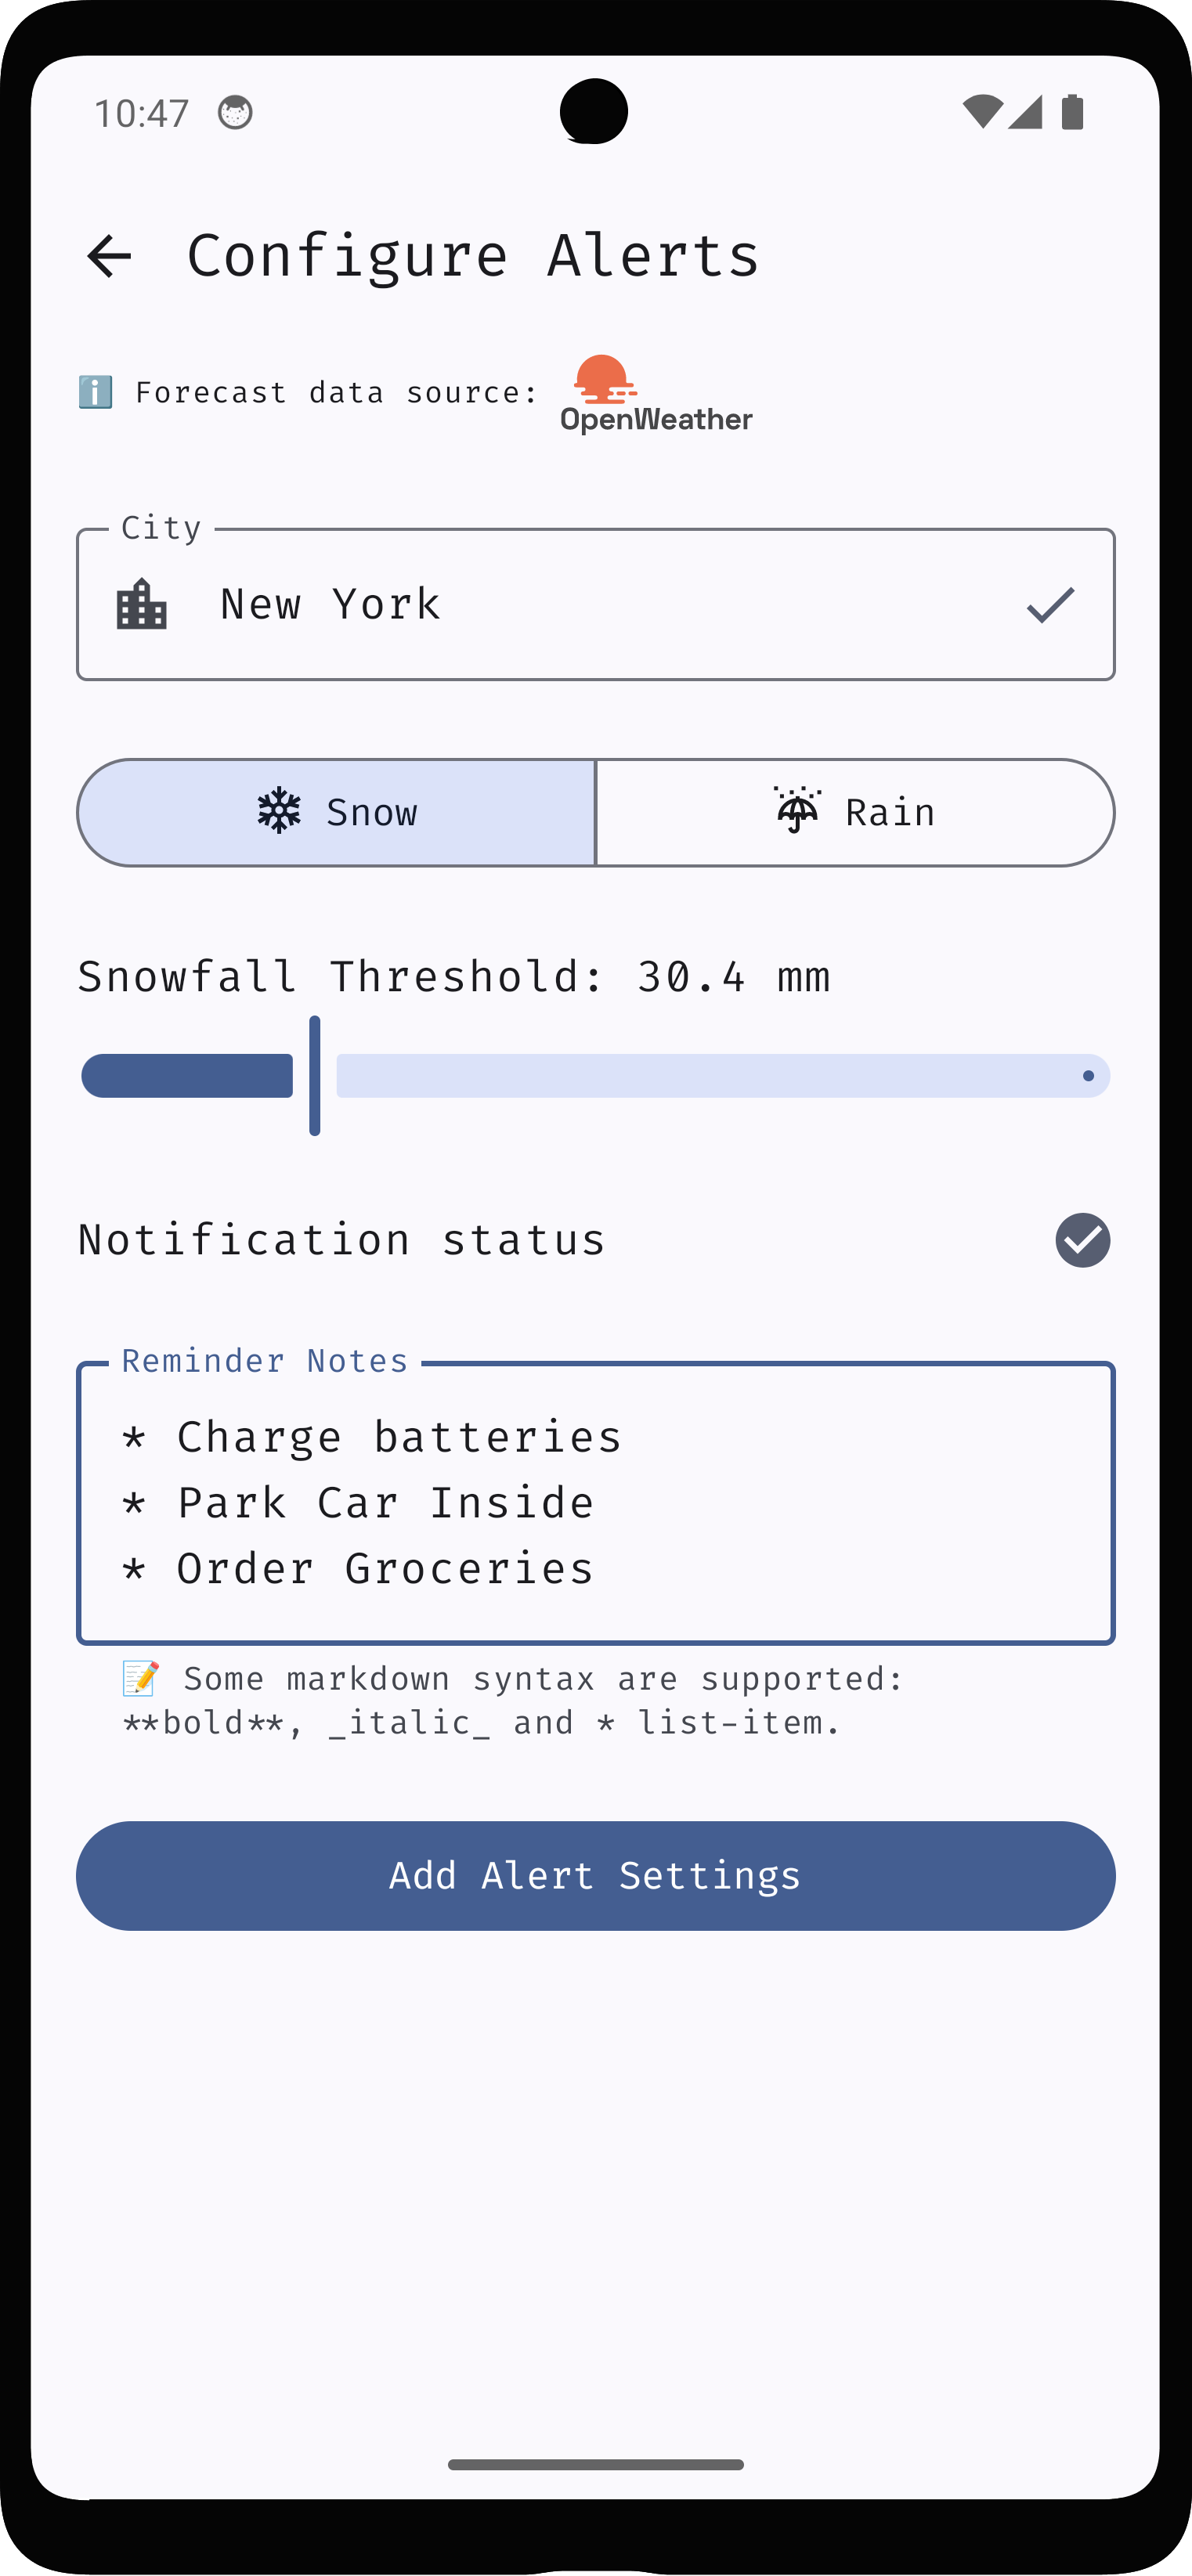 10:47
Configure Alerts
ℹ️ Forecast data source:
OpenWeather
City
New York
Snow
Rain
Snowfall Threshold: 30.4 mm
Notification status
Reminder Notes
* Charge batteries
* Park Car Inside
* Order Groceries
📝 Some markdown syntax are supported:
**bold**, _italic_ and * list-item.
Add Alert Settings